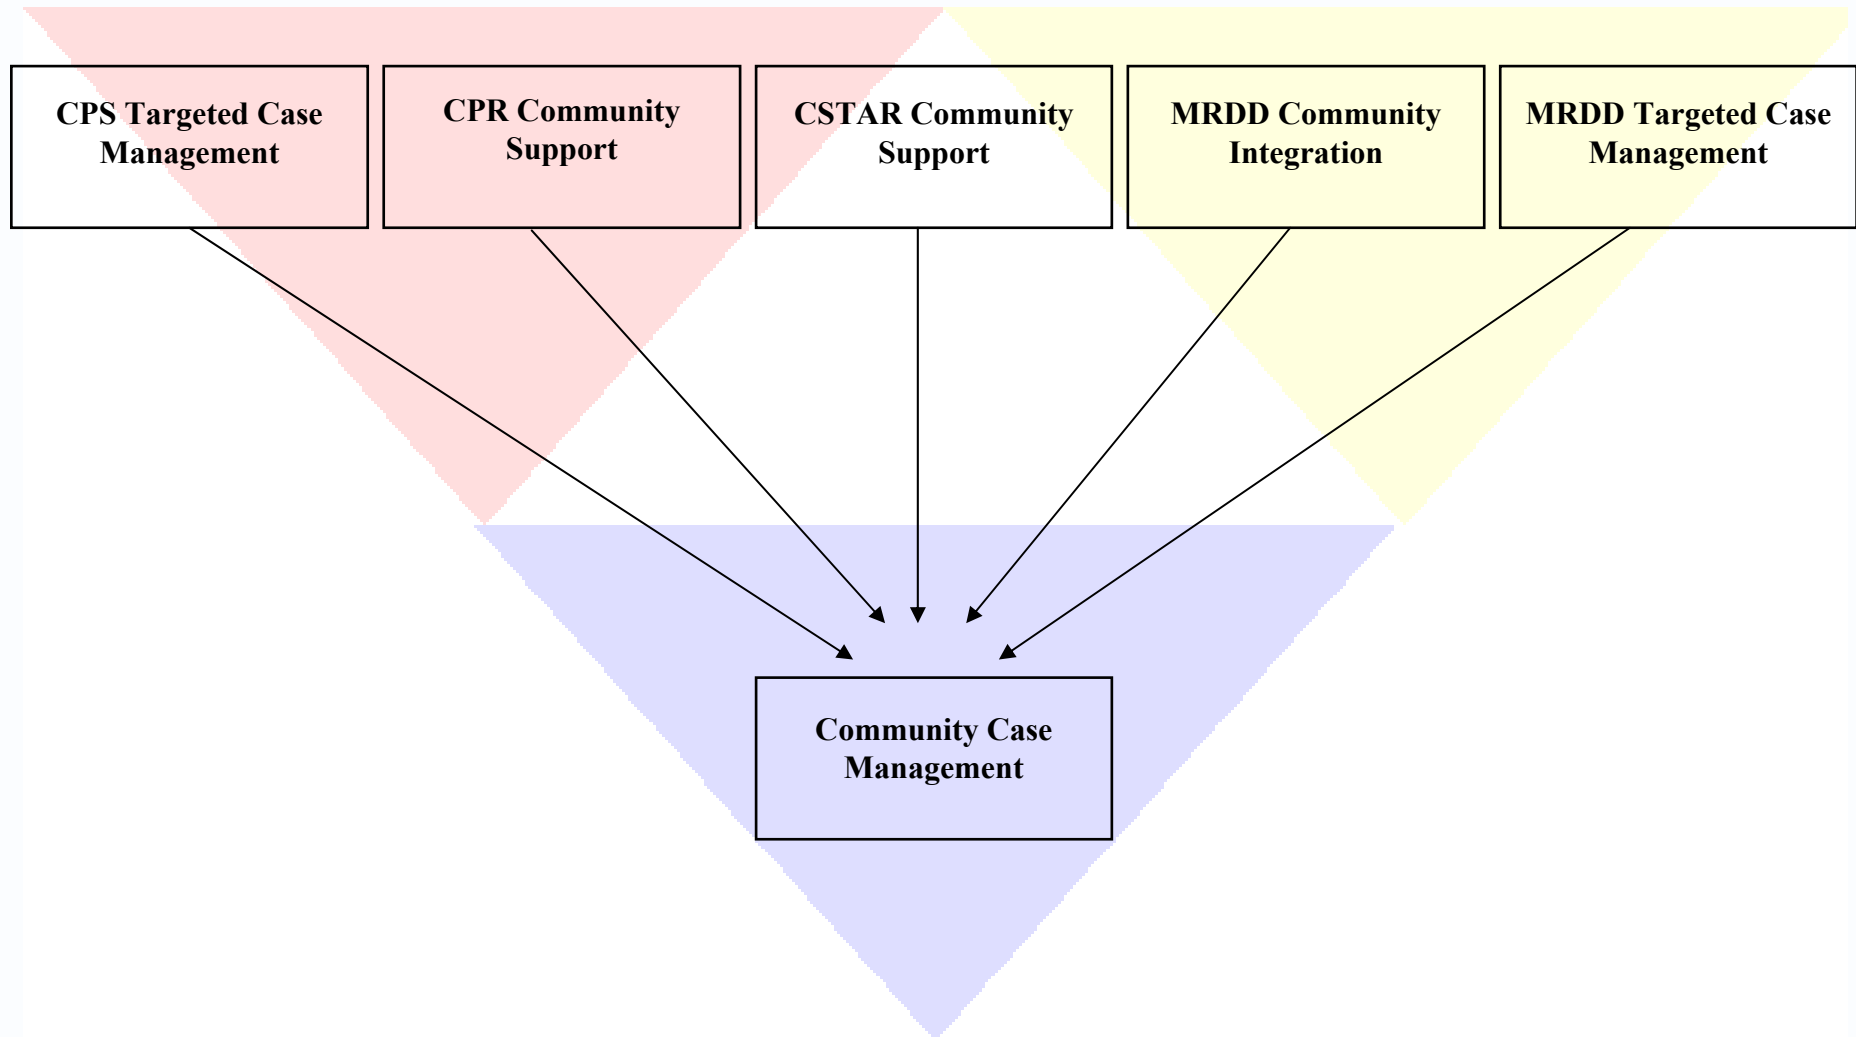 CPS Targeted Case
Management
CPR Community
Support
CSTAR Community
Support
MRDD Community
Integration
MRDD Targeted Case
Management
Community Case
Management